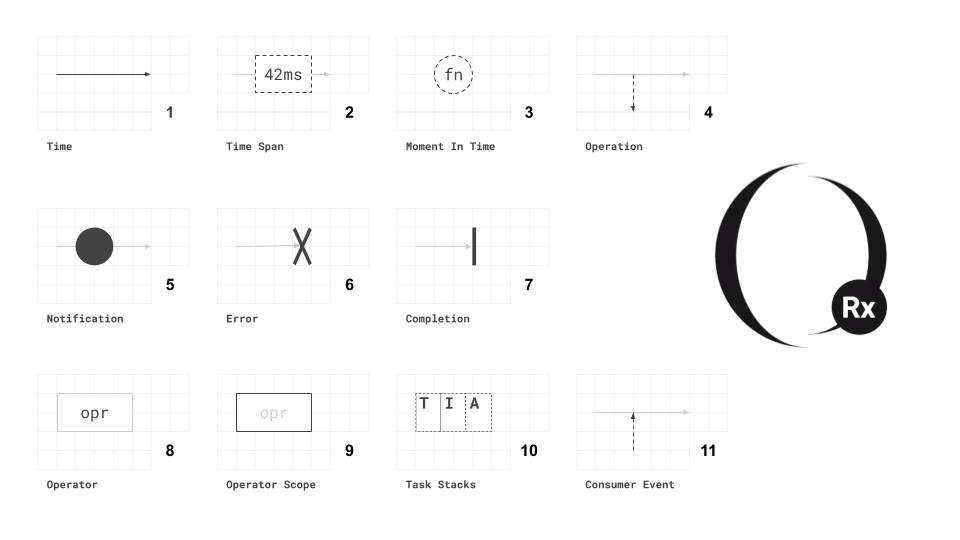 42ms
fn
1
2
3
4
Time
Time Span
Moment In Time
Operation
Rx
5
6
7
Notification
Error
Completion
opr
opr
T I A
8
9
10
11
Operator
Operator Scope
Task Stacks
Consumer Event